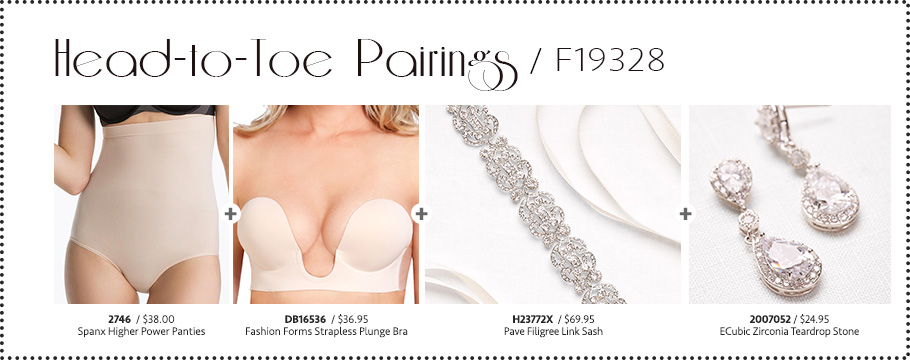 Head-to-Toe Pairings / F19328
2746 / $38.00
Spanx Higher Power Panties
DB16536 / $36.95
Fashion Forms Strapless Plunge Bra
H23772X / $69.95
Pave Filigree Link Sash
2007052 / $24.95
ECubic Zirconia Teardrop Stone